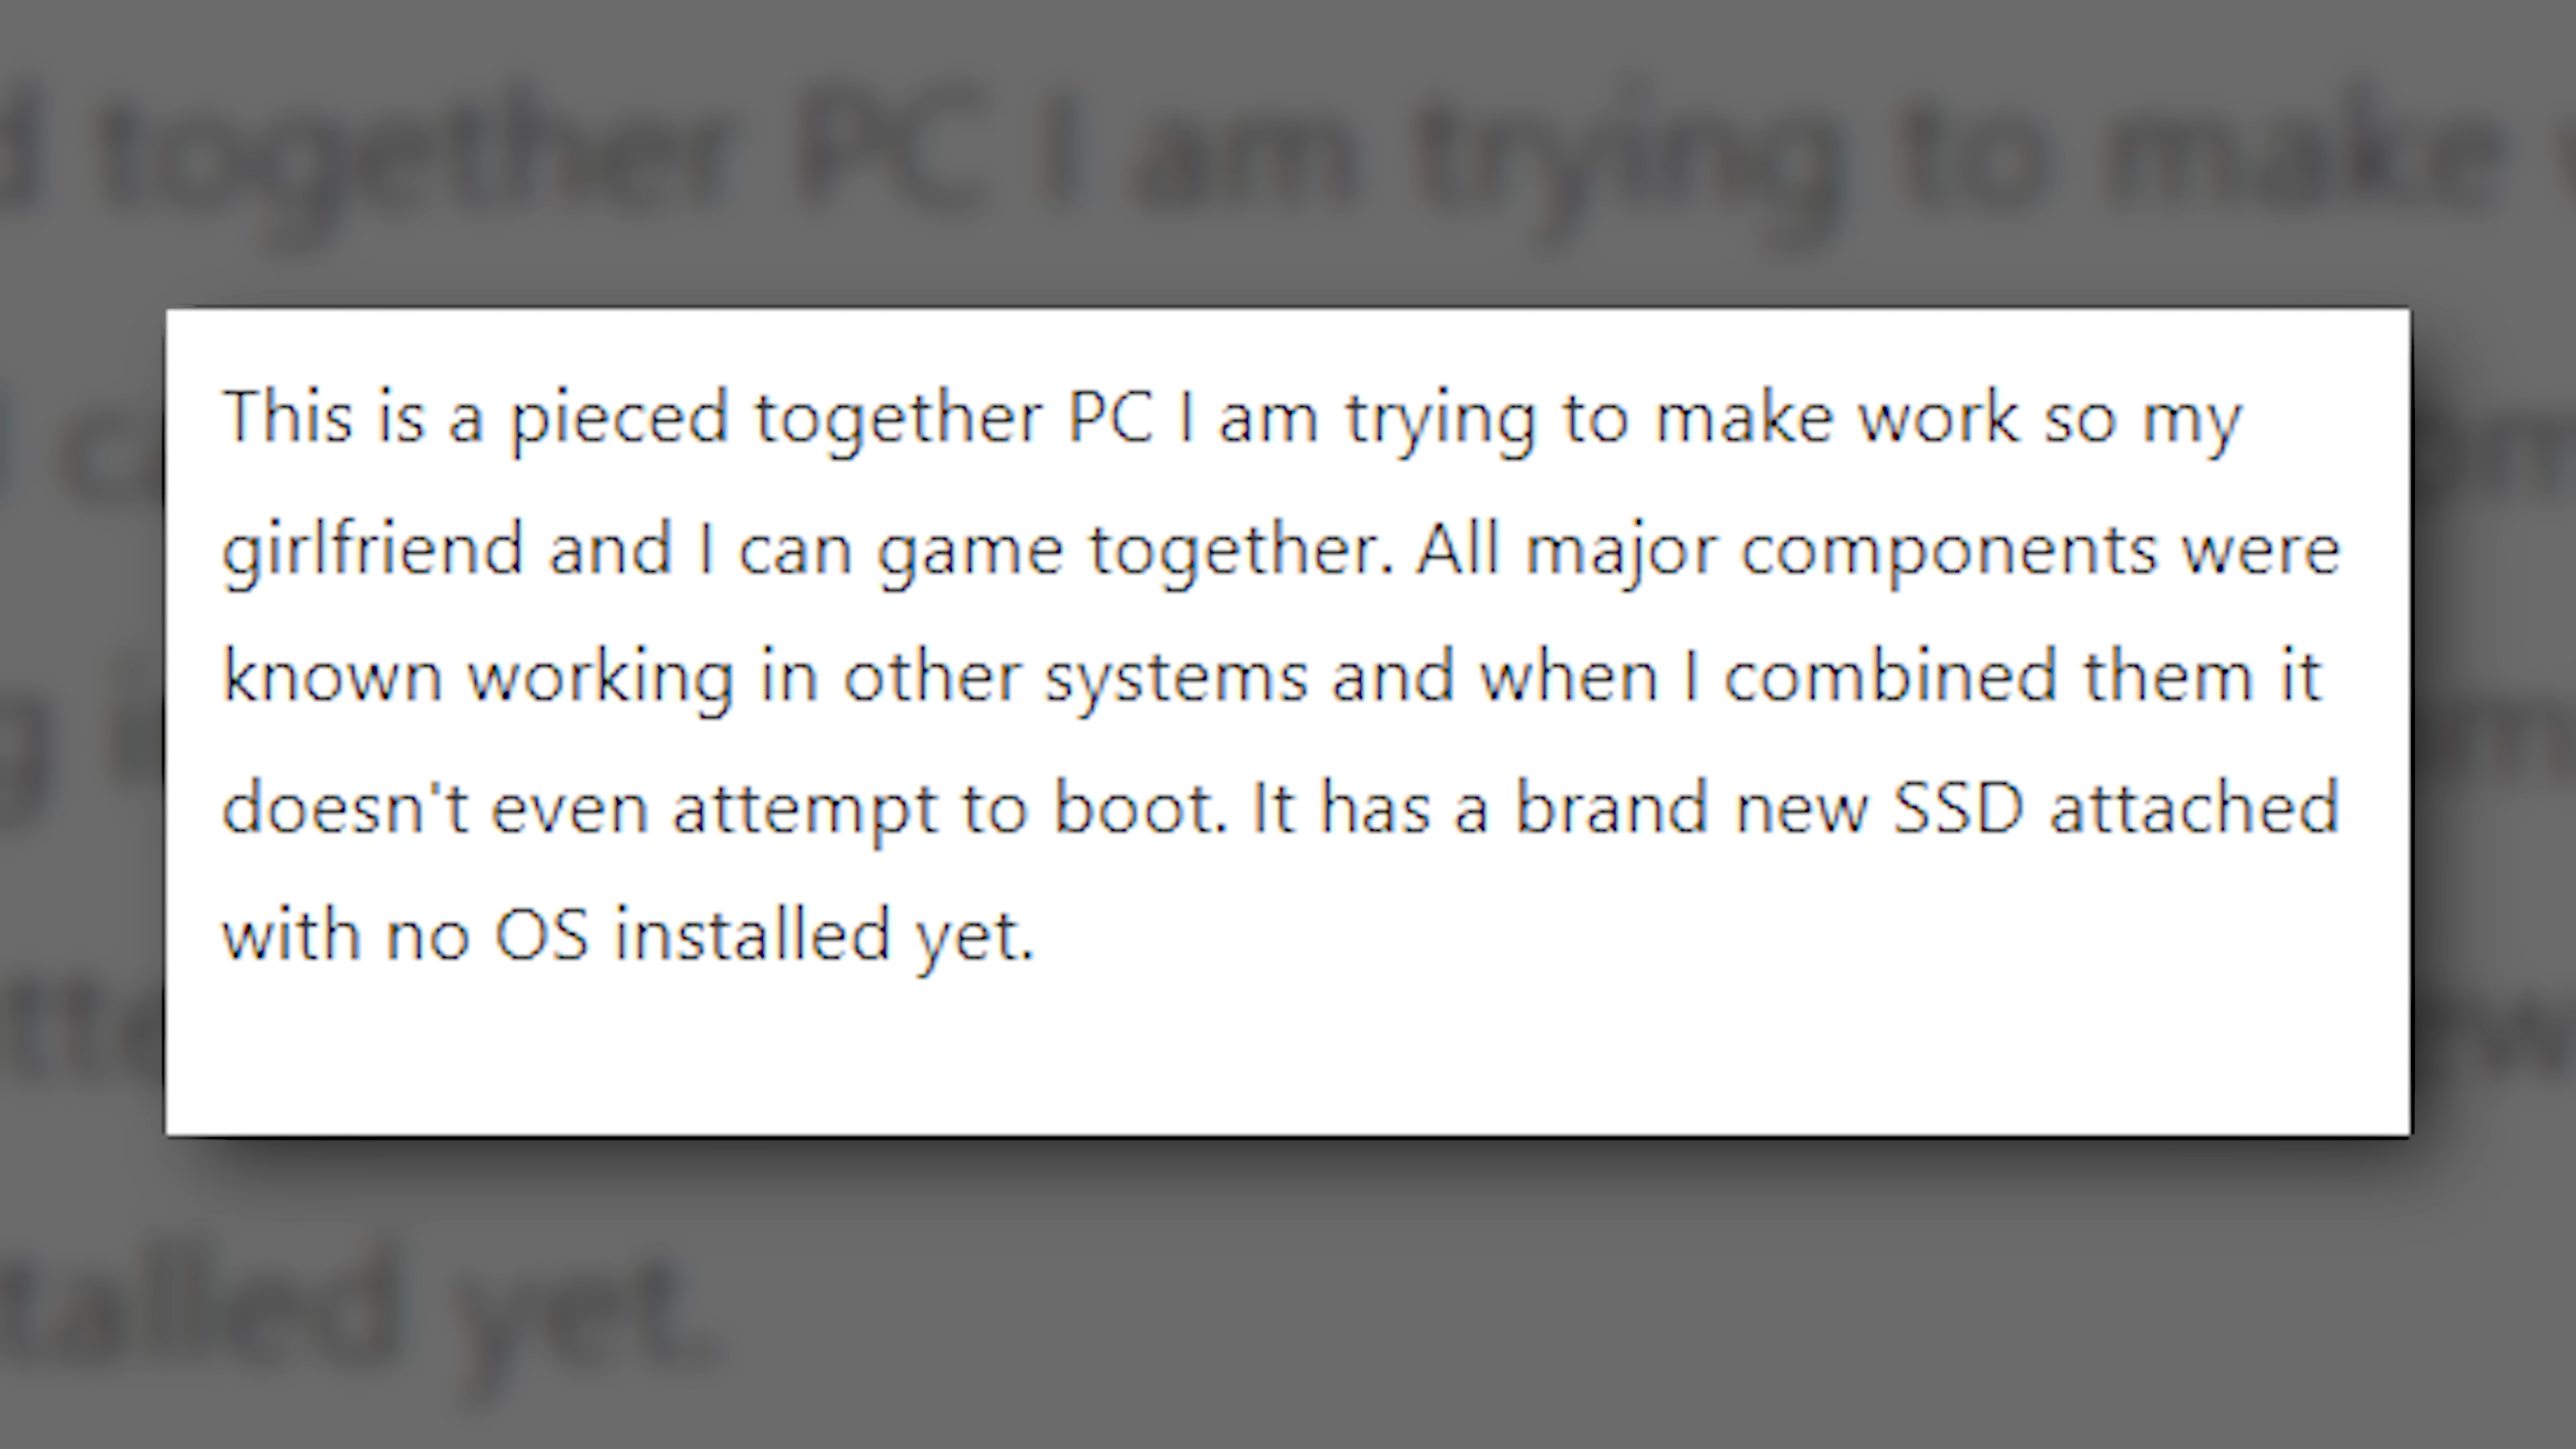 This is a pieced together PC I am trying to make work so my
girlfriend and I can game together. All major components were
known working in other systems and when I combined them it
doesn't even attempt to boot. It has a brand new SSD attached
with no OS installed yet.